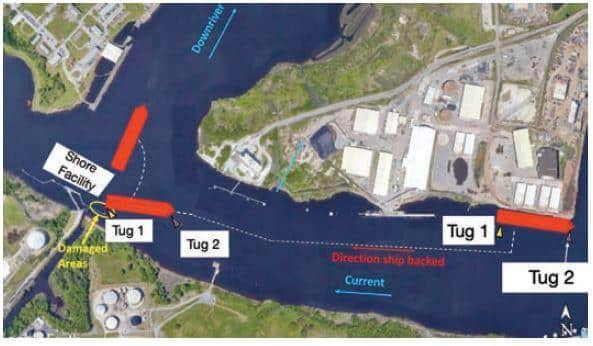 Downriver
Shore
Facility
Tug 1
Damaged
Areas
Tug 2
Tug 1
Direction ship backed
Current
Tug 2
N